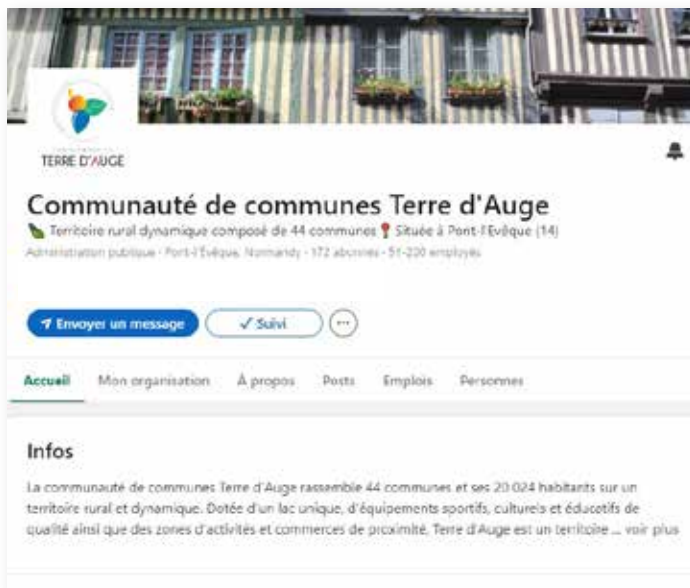 TERRE D'AUGE
Communauté de communes Terre d'Auge
Territoire rural dynamique composé de 44 communes 📍 Située à Pont-l'Evêque (14)
Administration publique · Pont-l'Évêque, Normandy · 172 abonnés · 51-200 employés
Envoyer un message ✓ Suivi ...
Accueil Mon organisation À propos Posts Emplois Personnes
Infos
La communauté de communes Terre d'Auge rassemble 44 communes et ses 20 024 habitants sur un
territoire rural et dynamique. Dotée d'un lac unique, d'équipements sportifs, culturels et éducatifs de
qualité ainsi que des zones d'activités et commerces de proximité, Terre d'Auge est un territoire ... voir plus